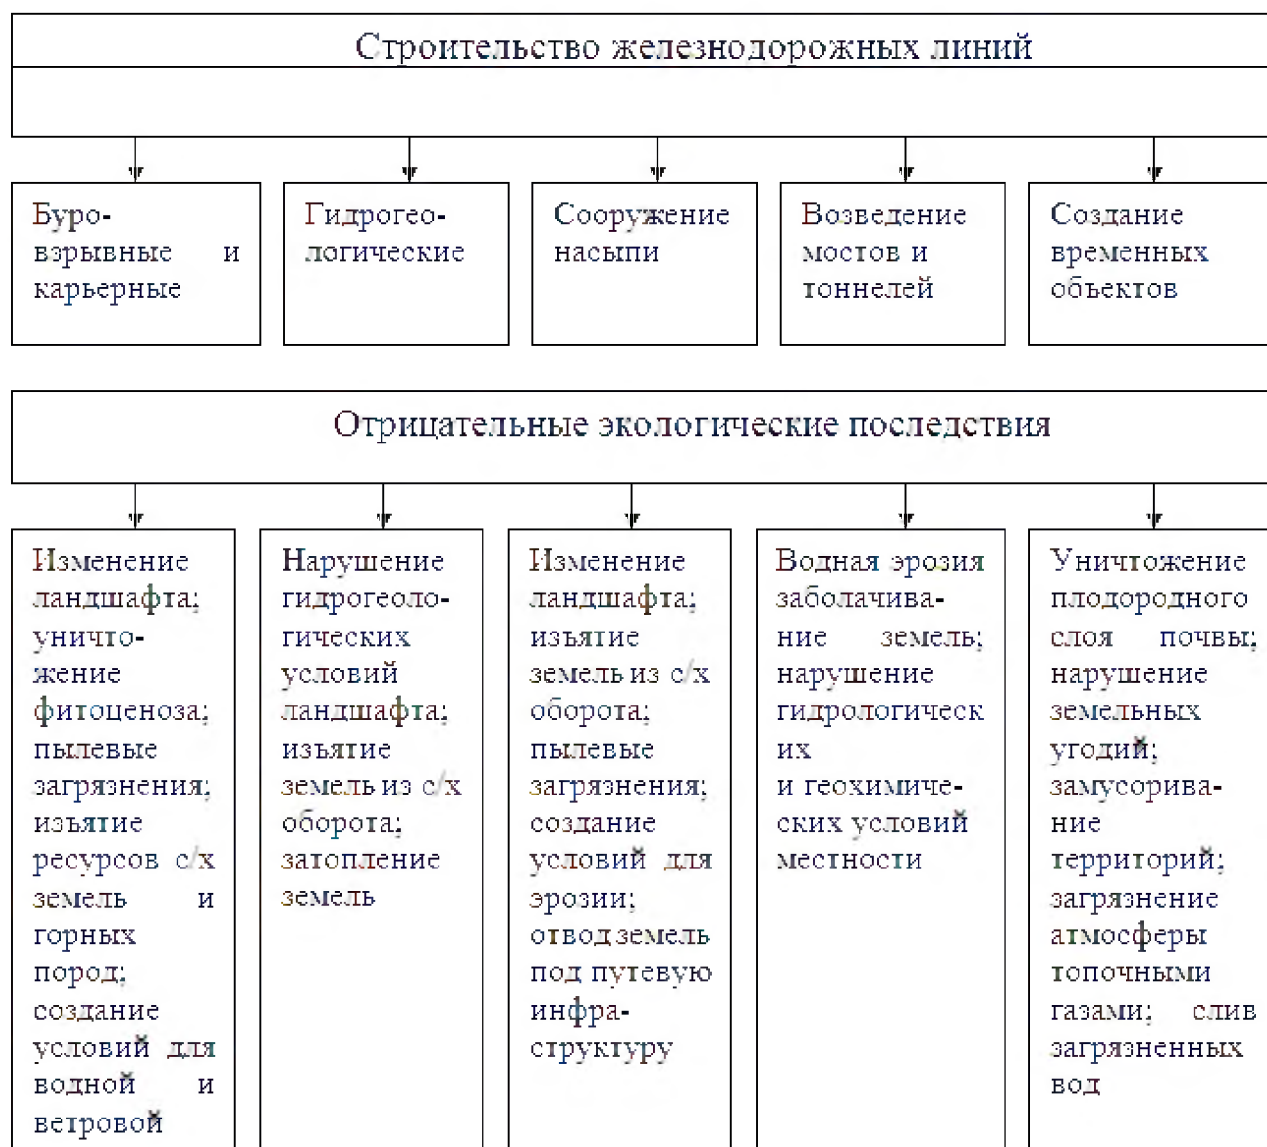 Строительство железнодорожных линий
Буро-
взрывные и
карьерные
Гидрогео-
логические
Сооружение
насыпи
Возведение
мостов и
тоннелей
Создание
временных
объектов
Отрицательные экологические последствия
Изменение
ландшафта;
уничто-
жение
фитоценоза;
пылевые
загрязнения;
изъятие
ресурсов с/х
земель и
горных
пород;
создание
условий для
водной и
ветровой
Нарушение
гидрогеоло-
гических
условий
ландшафта;
изъятие
земель из с/х
оборота;
затопление
земель
Изменение
ландшафта;
изъятие
земель из с/х
оборота;
пылевые
загрязнения;
создание
условий для
эрозии;
отвод земель
под путевую
инфра-
структуру
Водная эрозия
заболачива-
ние земель;
нарушение
гидрологическ
их
и геохимиче-
ских условий
местности
Уничтожение
плодородного
слоя почвы;
нарушение
земельных
угодий;
замусорива-
ние
территорий;
загрязнение
атмосферы
топочными
газами; слив
загрязненных
вод